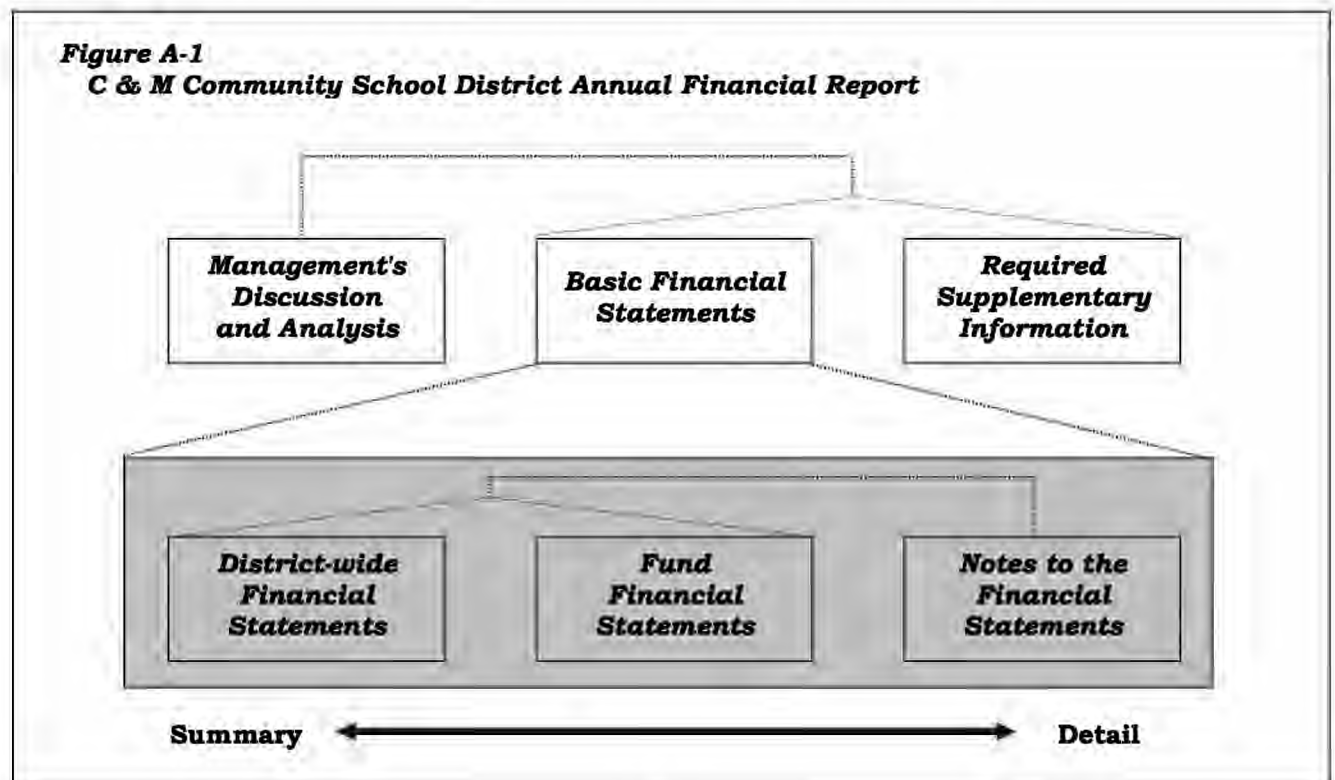 Figure A-1
C & M Community School District Annual Financial Report
Management's
Discussion
and Analysis
Basic Financial
Statements
Required
Supplementary
Information
District-wide
Financial
Statements
Fund
Financial
Statements
Notes to the
Financial
Statements
Summary
Detail